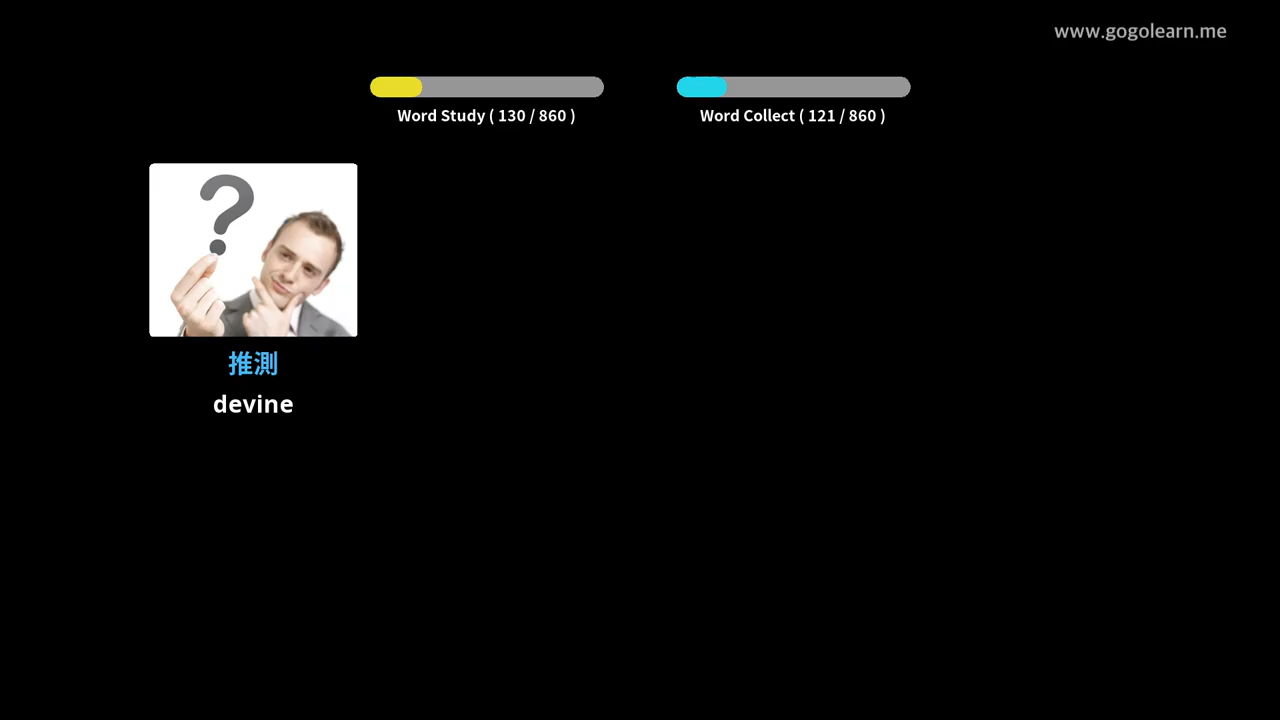 www.gogolearn.me
Word Study ( 130 / 860 )
Word Collect ( 121 / 860 )
?
推測
devine